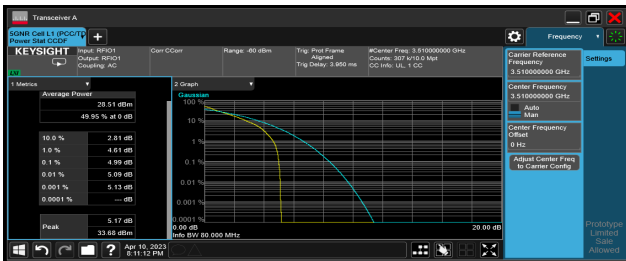 Transceiver A
5GNR Cell L1 (PCC/TP
Power Stat CCDF
+
Frequency
KEYSIGHT
Input: RFIO1
Output: RFIO1
Coupling: AC
Corr CCorr
Range: -60 dBm
Trig: Prot Frame
Aligned
Trig Delay: 3.950 ms
#Center Freq: 3.510000000 GHz
Counts: 307 k/10.0 Mpt
CC Info: UL, 1 CC
LXI
1 Metrics
Average Power
28.51 dBm
49.95 % at 0 dB
10.0 % 2.81 dB
1.0 % 4.61 dB
0.1 % 4.99 dB
0.01 % 5.09 dB
0.001 % 5.13 dB
0.0001 % --- dB
Peak
5.17 dB
33.68 dBm
2 Graph
Gaussian
100 %
10 %
1 %
0.1 %
0.01 %
0.001 %
0.0001 %
0.00 dB
20.00 dB
Info BW 80.000 MHz
Carrier Reference
Frequency
3.510000000 GHz
Center Frequency
3.510000000 GHz
Auto
Man
Center Frequency
Offset
0 Hz
Adjust Center Freq
to Carrier Config
Settings
Prototype
Limited
Sale
Allowed
?
Apr 10, 2023
8:11:12 PM